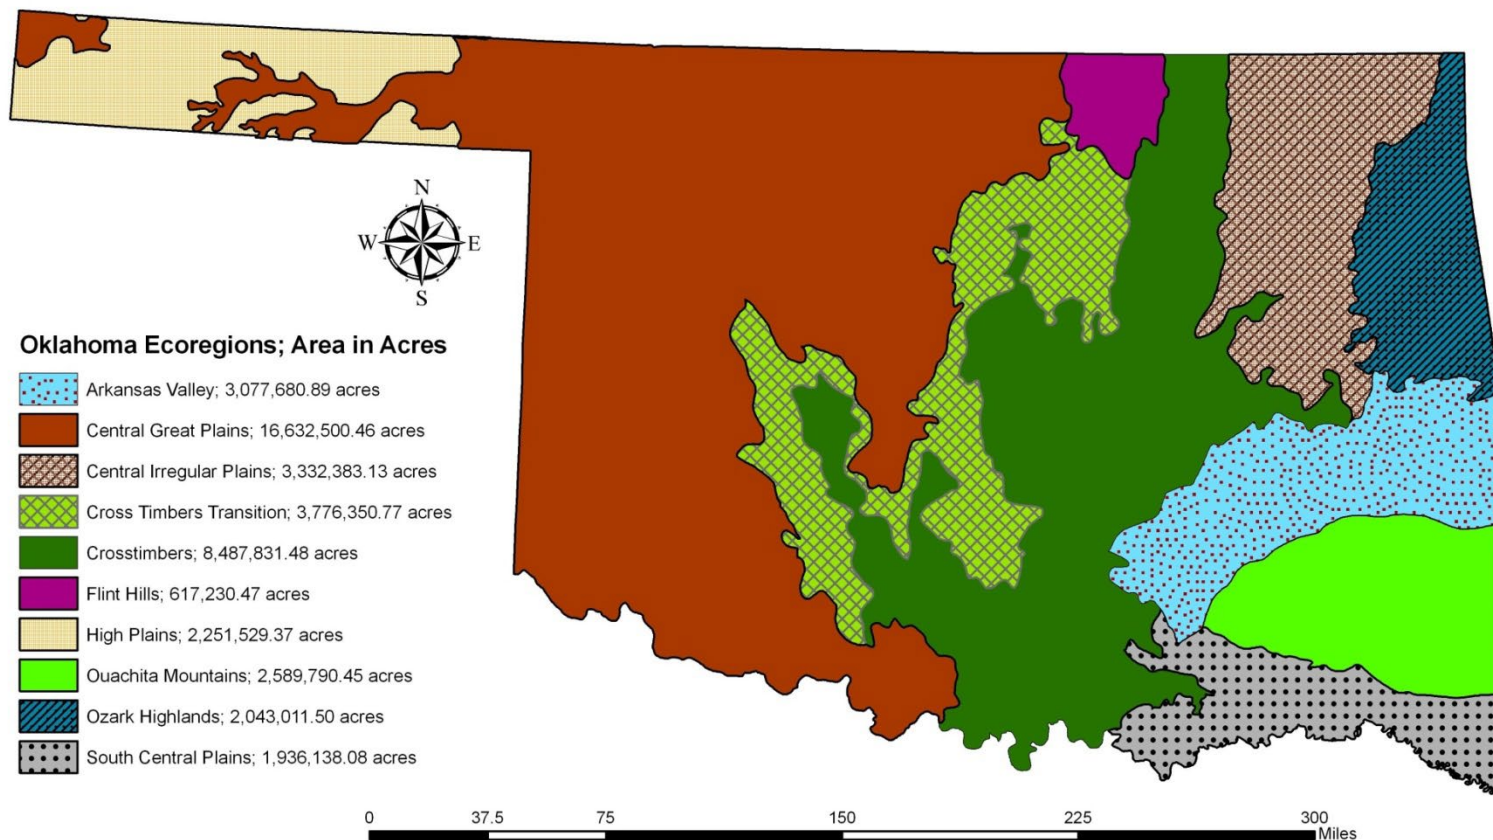 N
W E
S
Oklahoma Ecoregions; Area in Acres
Arkansas Valley; 3,077,680.89 acres
Central Great Plains; 16,632,500.46 acres
Central Irregular Plains; 3,332,383.13 acres
Cross Timbers Transition; 3,776,350.77 acres
Crosstimbers; 8,487,831.48 acres
Flint Hills; 617,230.47 acres
High Plains; 2,251,529.37 acres
Ouachita Mountains; 2,589,790.45 acres
Ozark Highlands; 2,043,011.50 acres
South Central Plains; 1,936,138.08 acres
0 37.5 75 150 225 300
Miles